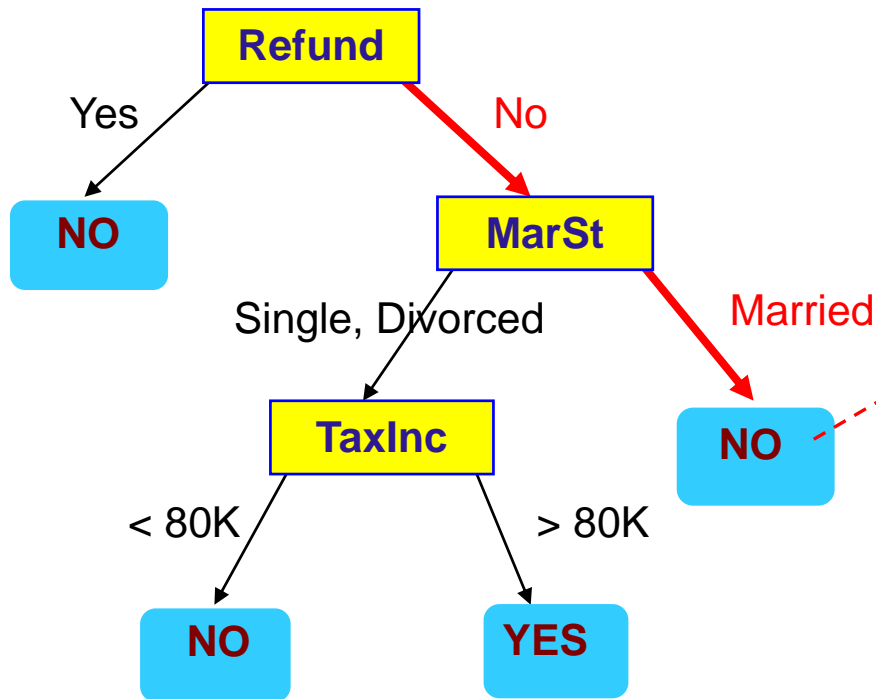 Refund
Yes
No
NO
MarSt
Single, Divorced
Married
TaxInc
NO
< 80K
> 80K
NO
YES